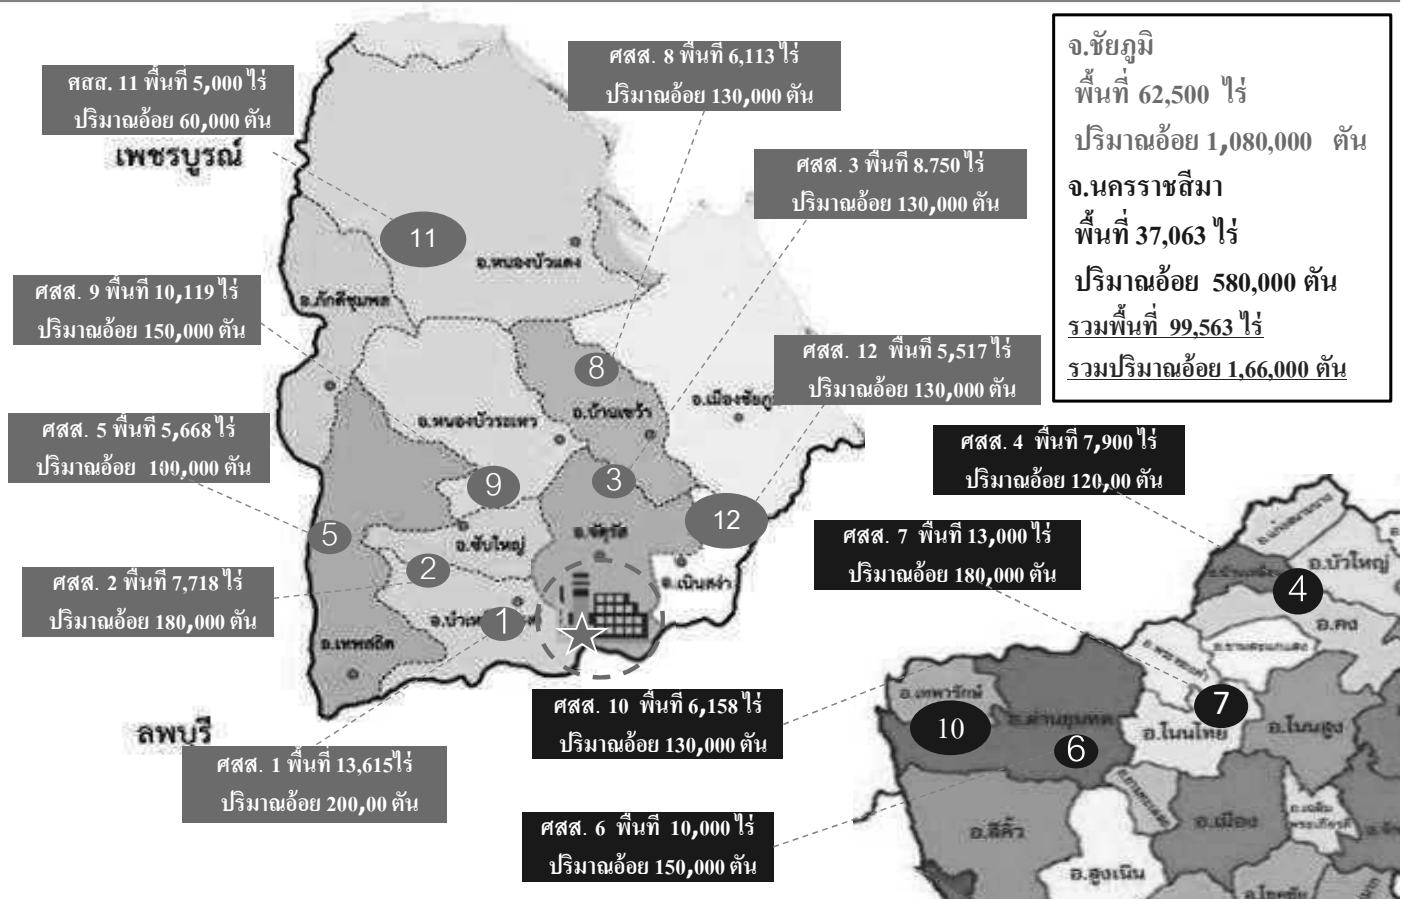 ศสส. 11 พื้นที่ 5,000 ไร่
ปริมาณอ้อย 60,000 ตัน
ศสส. 8 พื้นที่ 6,113 ไร่
ปริมาณอ้อย 130,000 ตัน
จ.ชัยภูมิ
พื้นที่ 62,500 ไร่
ปริมาณอ้อย 1,080,000 ตัน
จ.นครราชสีมา
พื้นที่ 37,063 ไร่
ปริมาณอ้อย 580,000 ตัน
รวมพื้นที่ 99,563 ไร่
รวมปริมาณอ้อย 1,66,000 ตัน
เพชรบูรณ์
ศสส. 3 พื้นที่ 8.750 ไร่
ปริมาณอ้อย 130,000 ตัน
11
อ.หนองบัวแดง
อ.ภักดีชุมพล
ศสส. 9 พื้นที่ 10,119 ไร่
ปริมาณอ้อย 150,000 ตัน
ศสส. 12 พื้นที่ 5,517 ไร่
ปริมาณอ้อย 130,000 ตัน
8
อ.บ้านเขว้า
อ.เมืองชัยภูมิ
อ.หนองบัวระเหว
ศสส. 5 พื้นที่ 5,668 ไร่
ปริมาณอ้อย 100,000 ตัน
ศสส. 4 พื้นที่ 7,900 ไร่
ปริมาณอ้อย 120,00 ตัน
9
3
12
5
อ.ซับใหญ่
อ.จัตุรัส
2
อ.เนินสง่า
ศสส. 7 พื้นที่ 13,000 ไร่
ปริมาณอ้อย 180,000 ตัน
ศสส. 2 พื้นที่ 7,718 ไร่
ปริมาณอ้อย 180,000 ตัน
1
อ.เทพสถิต
อ.บัวใหญ่
4
อ.คง
ศสส. 10 พื้นที่ 6,158 ไร่
ปริมาณอ้อย 130,000 ตัน
อ.เทพารักษ์
10
อ.ด่านขุนทด
6
7
อ.โนนไทย
อ.โนนสูง
ลพบุรี
ศสส. 1 พื้นที่ 13,615ไร่
ปริมาณอ้อย 200,00 ตัน
ศสส. 6 พื้นที่ 10,000 ไร่
ปริมาณอ้อย 150,000 ตัน
อ.สีคิ้ว
อ.เมือง
อ.สูงเนิน
อ.โชคชัย